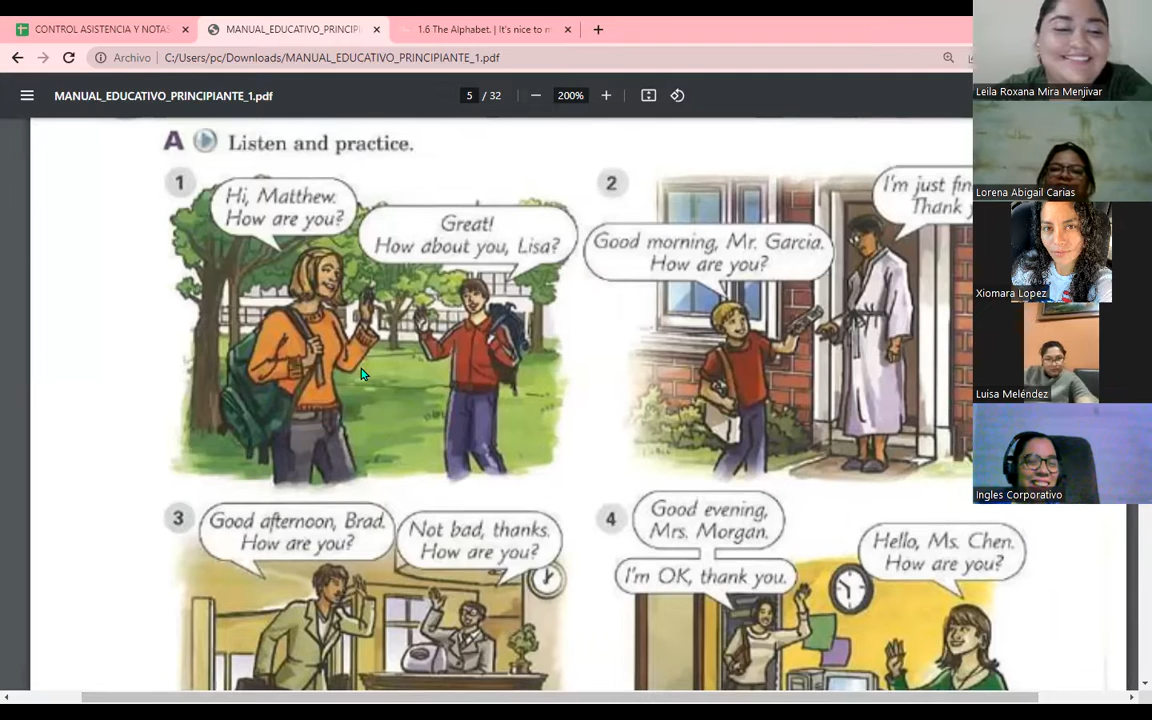 CONTROL ASISTENCIA Y NOTAS
MANUAL_EDUCATIVO_PRINCIPI
1.6 The Alphabet. | It's nice to m
Archivo
C:/Users/pc/Downloads/MANUAL_EDUCATIVO_PRINCIPIANTE_1.pdf
MANUAL_EDUCATIVO_PRINCIPIANTE_1.pdf
5 / 32
200%
A Listen and practice.
1
Hi, Matthew.
How are you?
Great!
How about you, Lisa?
2
Good morning, Mr. Garcia.
How are you?
I'm just fin
Thank y
3
Good afternoon, Brad.
How are you?
Not bad, thanks.
How are you?
4
Good evening,
Mrs. Morgan.
I'm OK, thank you.
Hello, Ms. Chen.
How are you?
Leila Roxana Mira Menjivar
Lorena Abigail Carias
Xiomara Lopez
Luisa Meléndez
Ingles Corporativo